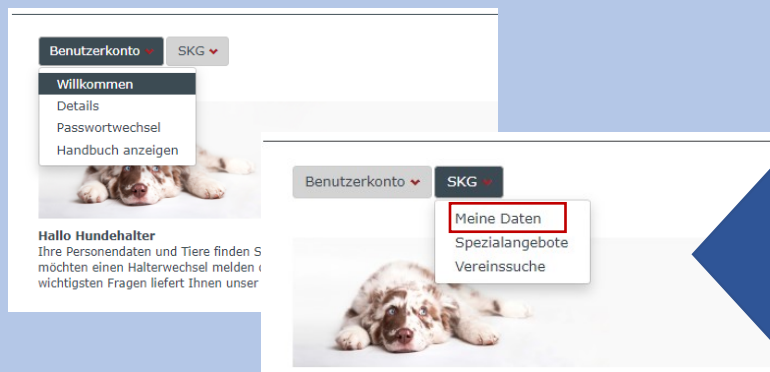 Benutzerkonto SKG
Willkommen
Details
Passwortwechsel
Handbuch anzeigen
Hallo Hundehalter
Ihre Personendaten und Tiere finden S
möchten einen Halterwechsel melden
wichtigsten Fragen liefert Ihnen unser
Benutzerkonto SKG
Meine Daten
Spezialangebote
Vereinssuche